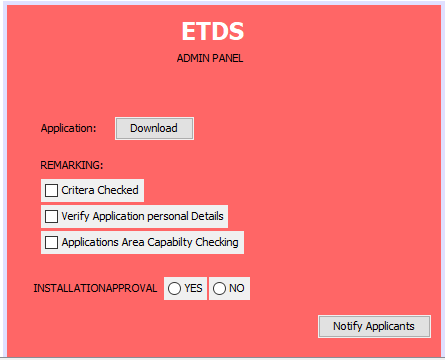 ETDS
ADMIN PANEL
Application: Download
REMARKING:
Critera Checked
Verify Application personal Details
Applications Area Capabilty Checking
INSTALLATIONAPPROVAL YES NO
Notify Applicants